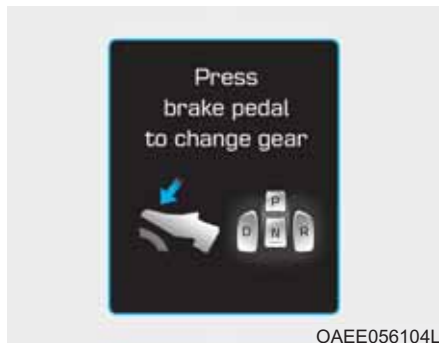 Press
brake pedal
to change gear
P
D N R
OAEE056104L